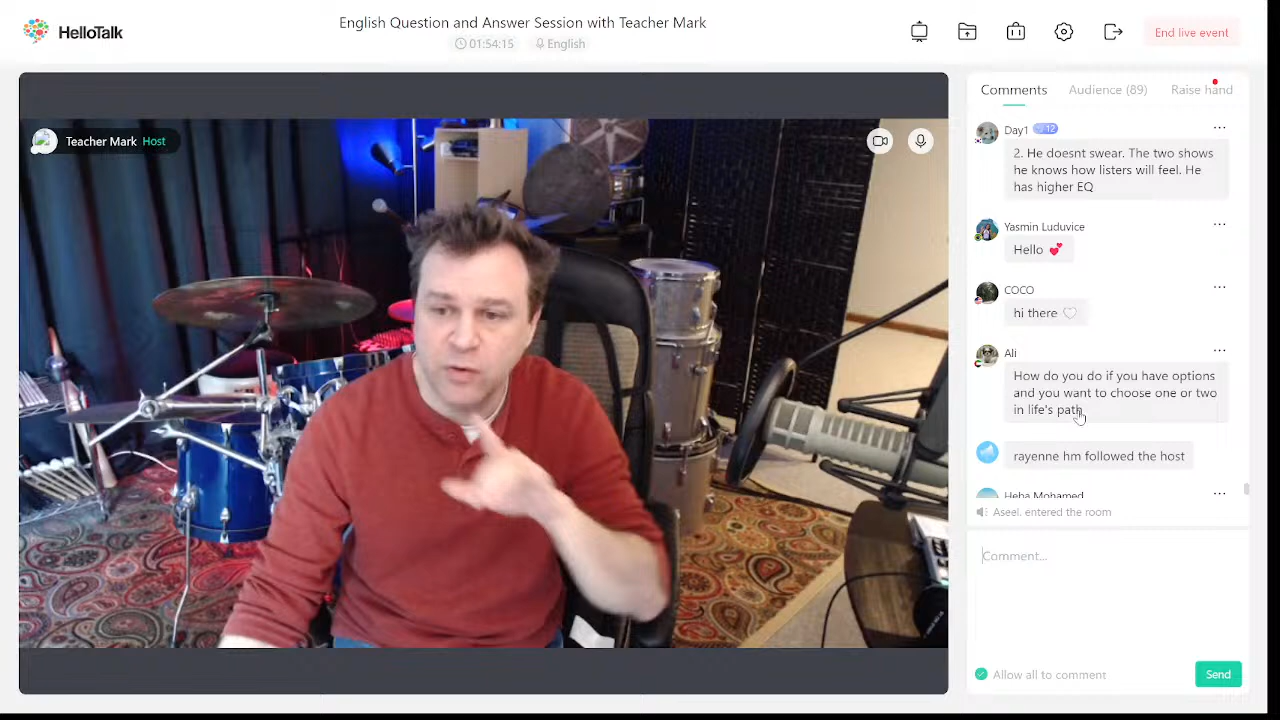 HelloTalk
English Question and Answer Session with Teacher Mark
01:54:15 English
End live event
Teacher Mark Host
Comments Audience (89) Raise hand
Day1 12
2. He doesnt swear. The two shows
he knows how listers will feel. He
has higher EQ
Yasmin Luduvice
Hello
COCO
hi there
Ali
How do you do if you have options
and you want to choose one or two
in life's path
rayenne hm followed the host
Heba Mohamed
Aseel. entered the room
Comment...
Allow all to comment
Send